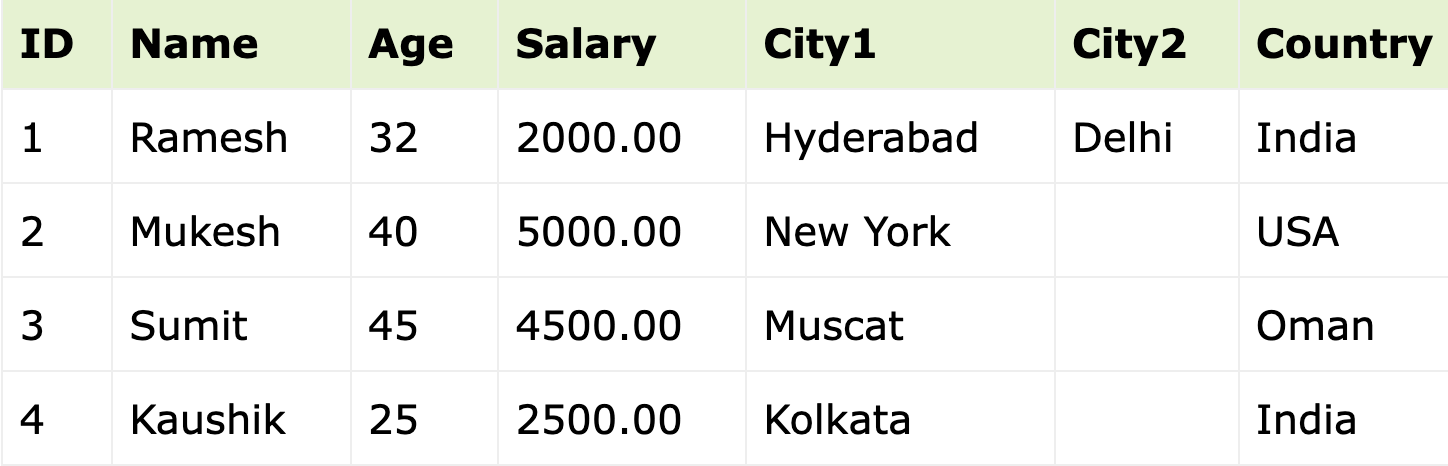 ID Name Age Salary City1 City2 Country
1 Ramesh 32 2000.00 Hyderabad Delhi India
2 Mukesh 40 5000.00 New York USA
3 Sumit 45 4500.00 Muscat Oman
4 Kaushik 25 2500.00 Kolkata India